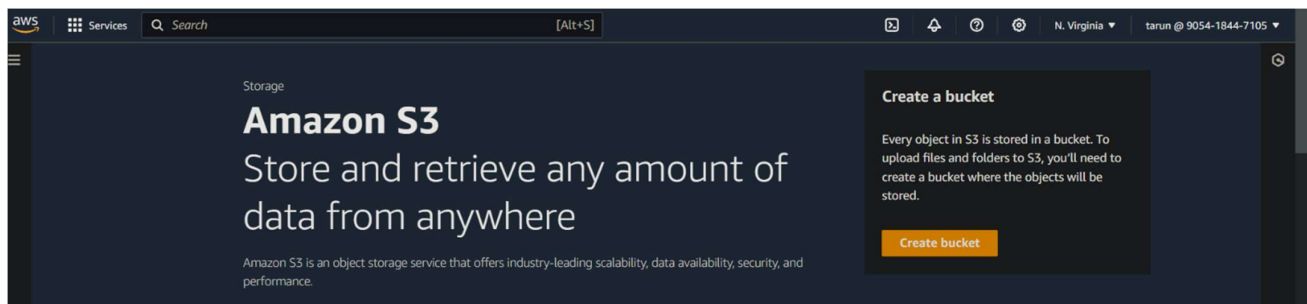 aws
Services
Search
[Alt+S]
N. Virginia
tarun @ 9054-1844-7105
Storage
Amazon S3
Store and retrieve any amount of
data from anywhere
Amazon S3 is an object storage service that offers industry-leading scalability, data availability, security, and
performance.
Create a bucket
Every object in S3 is stored in a bucket. To
upload files and folders to S3, you'll need to
create a bucket where the objects will be
stored.
Create bucket